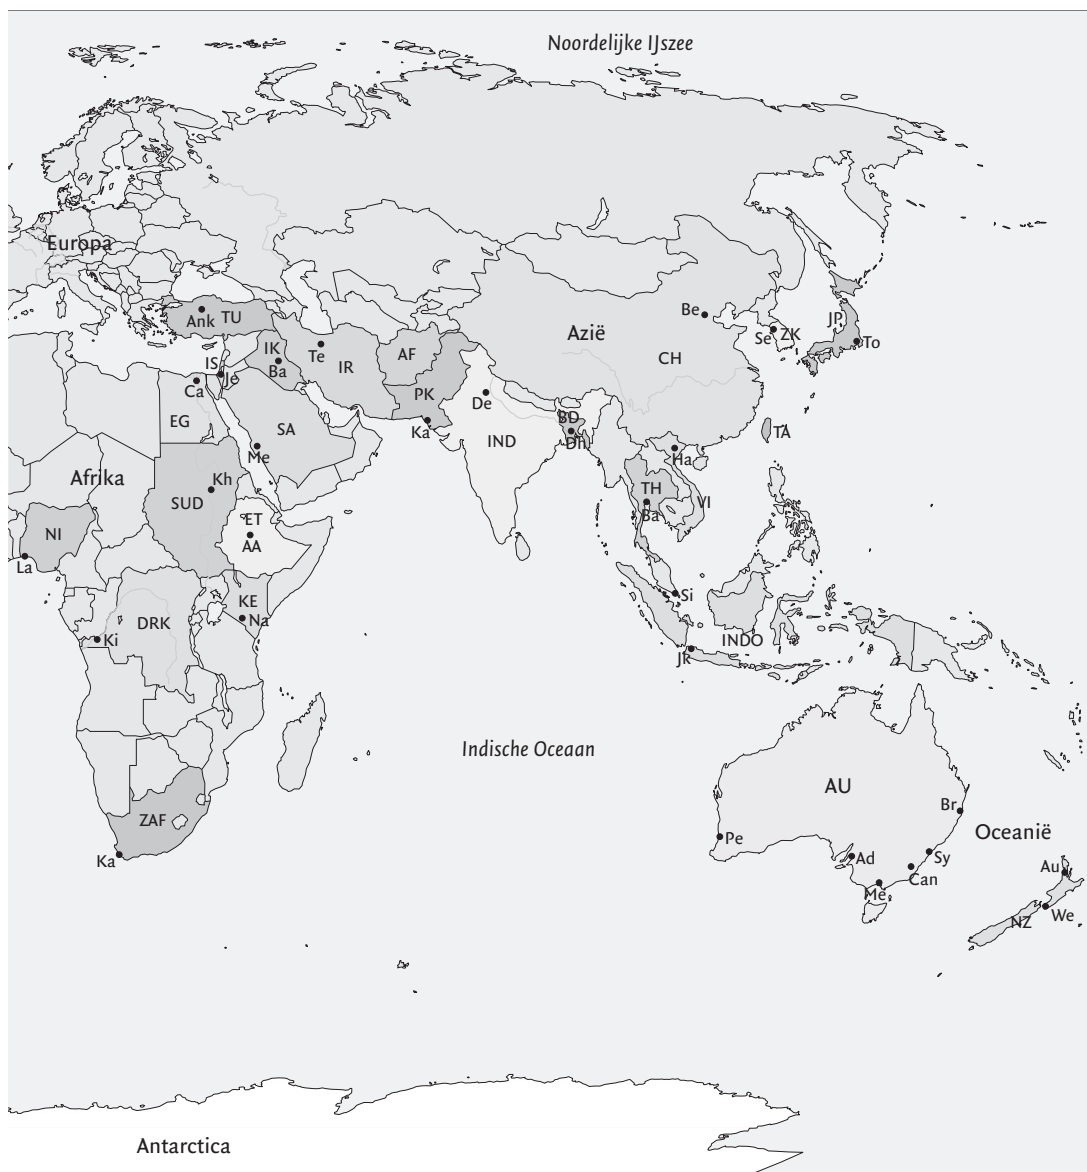 Noordelijke IJszee
Europa
Ank
TU
Be
Azië
Se
ZK
JP
To
IS
Je
IK
Ba
Te
IR
AF
CH
Ca
PK
De
EG
SA
Ka
IND
BD
Dh
TA
Me
Ha
Afrika
Kh
SUD
TH
Ba
VI
NI
ET
AA
La
KE
Na
Si
DRK
Ki
INDO
Jk
Indische Oceaan
AU
Br
ZAF
Oceanië
Pe
Ka
Ad
Sy
Can
Me
Au
We
NZ
Antarctica